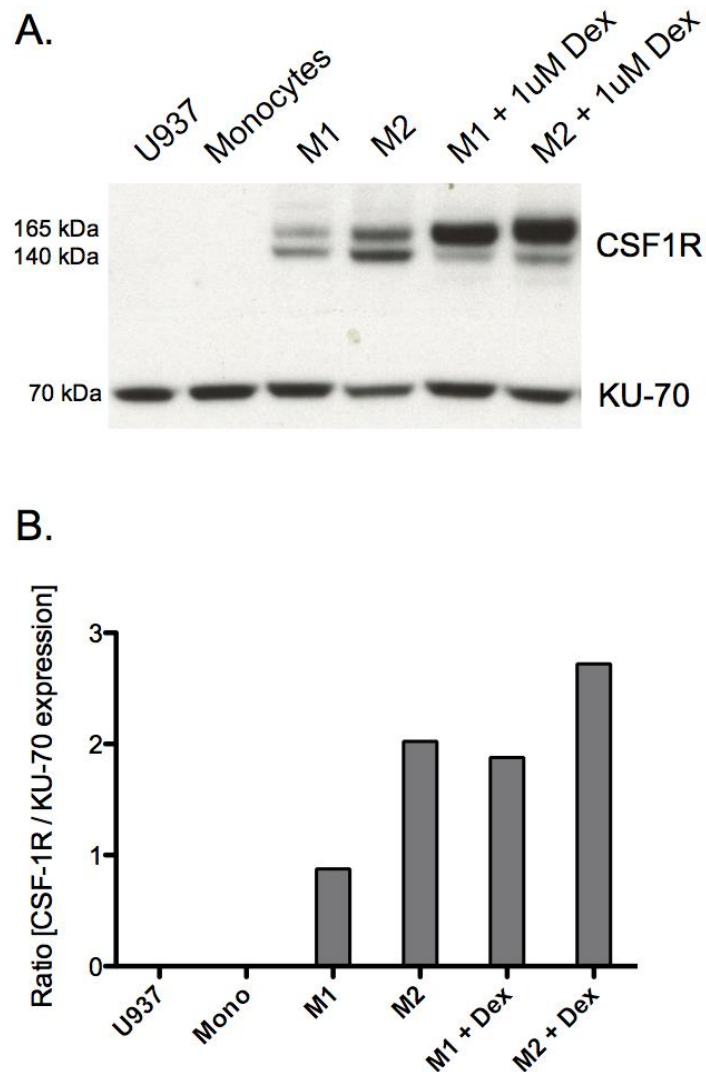 A.
U937
Monocytes
M1
M2
M1 + 1uM Dex
M2 + 1uM Dex
165 kDa
140 kDa
CSF1R
70 kDa
KU-70
B.
Ratio [CSF-1R / KU-70 expression]
3
2
1
0
U937
Mono
M1
M2
M1 + Dex
M2 + Dex